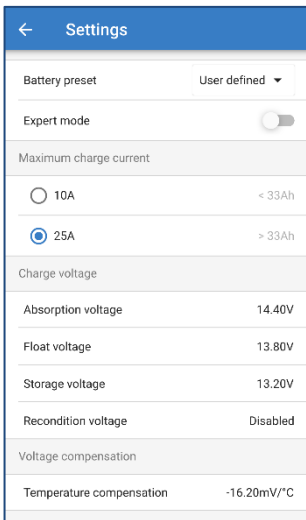 Settings
Battery preset User defined
Expert mode
Maximum charge current
10A < 33Ah
25A > 33Ah
Charge voltage
Absorption voltage 14.40V
Float voltage 13.80V
Storage voltage 13.20V
Recondition voltage Disabled
Voltage compensation
Temperature compensation -16.20mV/°C